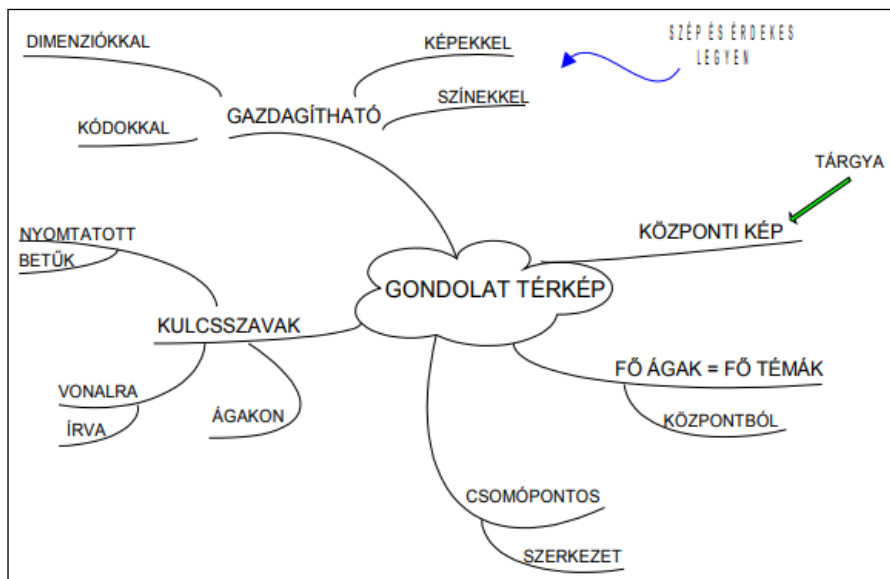 DIMENZIÓKKAL
KÉPEKKEL
SZÉP ÉS ÉRDEKES
LEGYEN
SZÍNEKKEL
GAZDAGÍTHATÓ
KÓDOKKAL
TÁRGYA
KÖZPONTI KÉP
NYOMTATOTT
BETŰK
GONDOLAT TÉRKÉP
KULCSSZAVAK
FŐ ÁGAK = FŐ TÉMÁK
VONALRA
ÍRVA
ÁGAKON
KÖZPONTBÓL
CSOMÓPONTOS
SZERKEZET